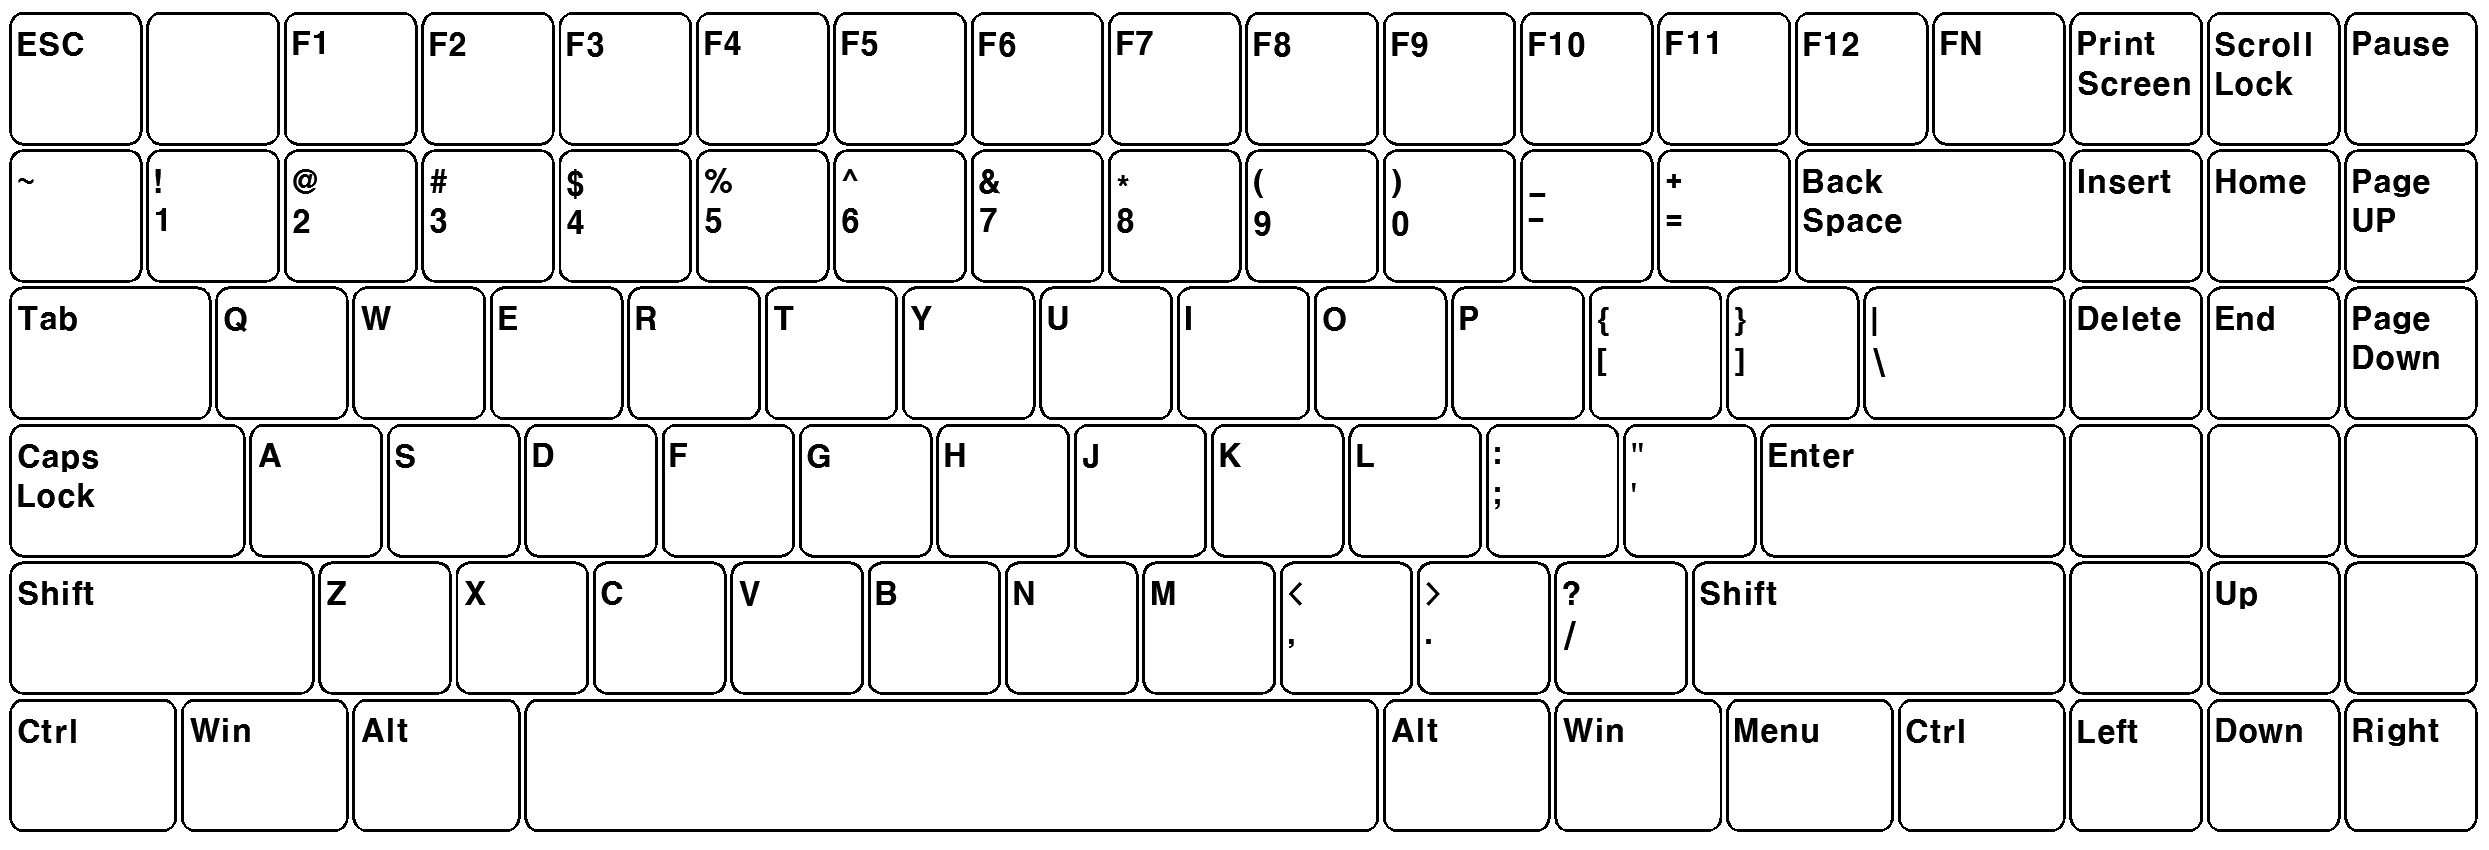 ESC F1 F2 F3 F4 F5 F6 F7 F8 F9 F10 F11 F12 FN Print Scroll Pause
Screen Lock
~ ! @ # $ % ^ & * ( ) _ + Back Insert Home Page
1 2 3 4 5 6 7 8 9 0 - = Space UP
Tab Q W E R T Y U I O P { } | Delete End Page
[ ] \ Down
Caps A S D F G H J K L : " Enter
Lock ; '
Shift Z X C V B N M < > ? Shift Up
, . /
Ctrl Win Alt Alt Win Menu Ctrl Left Down Right